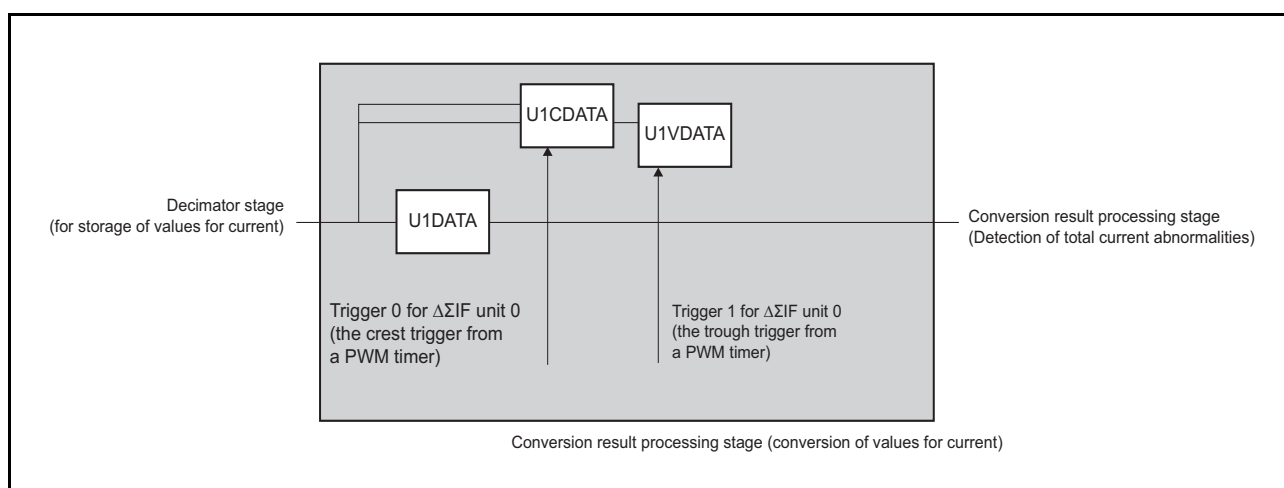 U1CDATA
U1VDATA
Decimator stage
(for storage of values for current)
U1DATA
Conversion result processing stage
(Detection of total current abnormalities)
Trigger 0 for ΔΣIF unit 0
(the crest trigger from
a PWM timer)
Trigger 1 for ΔΣIF unit 0
(the trough trigger from
a PWM timer)
Conversion result processing stage (conversion of values for current)